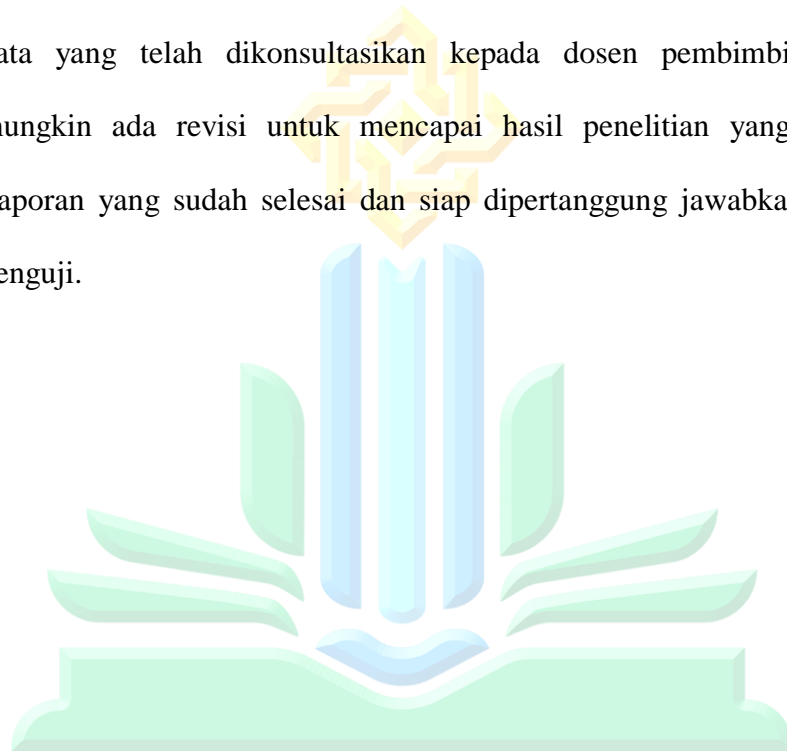 ata yang telah dikonsultasikan kepada dosen pembimbi
nungkin ada revisi untuk mencapai hasil penelitian yang
aporan yang sudah selesai dan siap dipertanggung jawabka
enguji.